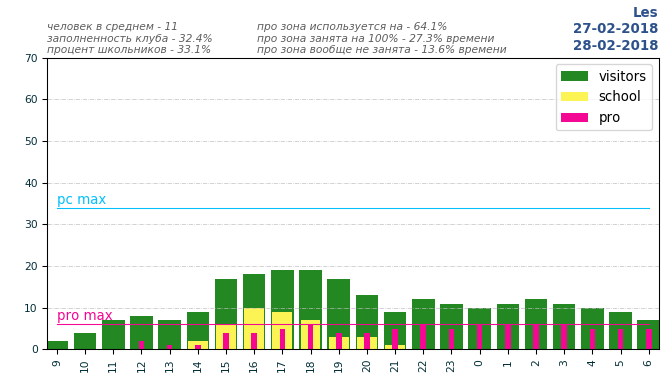 Les
человек в среднем - 11 про зона используется на - 64.1% 27-02-2018
заполненность клуба - 32.4% про зона занята на 100% - 27.3% времени
процент школьников - 33.1% про зона вообще не занята - 13.6% времени 28-02-2018
70
60
50
40
30
20
10
0
visitors
school
pro
pc max
pro max
9 10 11 12 13 14 15 16 17 18 19 20 21 22 23 0 1 2 3 4 5 6